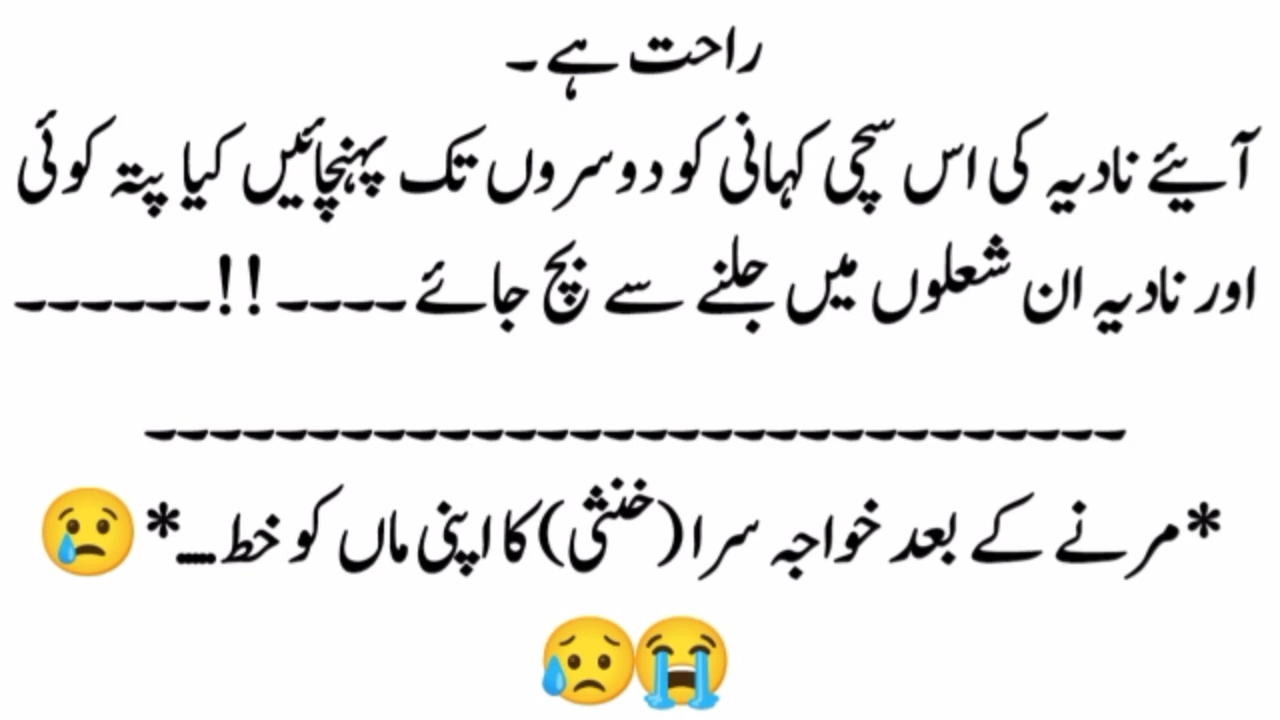 راحت ہے ۔
آیئے نادیہ کی اس سچی کہانی کو دوسروں تک پہنچائیں کیا پتہ کوئی
اور نادیہ ان شعلوں میں جلنے سے بچ جائے ۔۔۔۔ !! ۔۔۔۔۔۔
۔۔۔۔۔۔۔۔۔۔۔۔۔۔۔۔۔۔۔۔۔۔۔۔۔۔۔۔۔۔
*مرنے کے بعد خواجہ سرا (خنثی) کا اپنی ماں کو خط....* 😢
😭😥